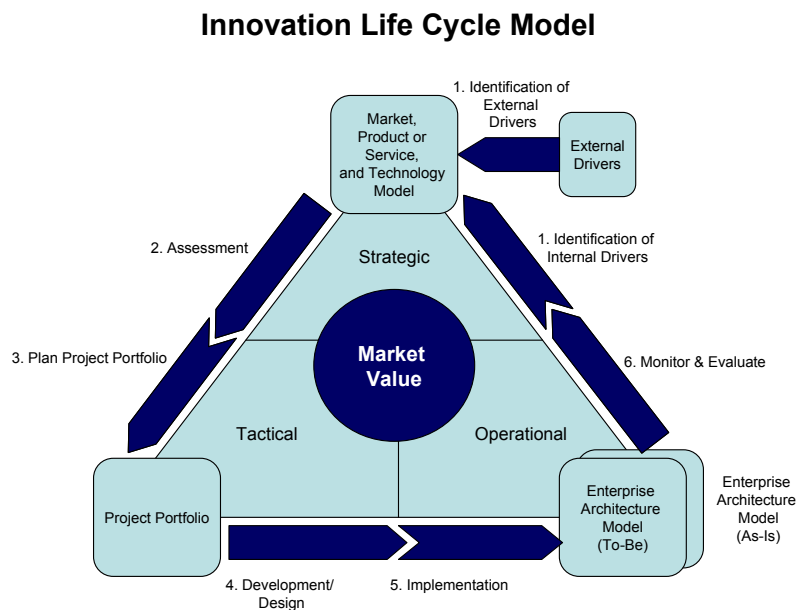 Innovation Life Cycle Model
1. Identification of
External
Drivers
Market,
Product or
Service,
and Technology
Model
External
Drivers
2. Assessment
1. Identification of
Internal Drivers
Strategic
3. Plan Project Portfolio
Market
Value
6. Monitor & Evaluate
Tactical
Operational
Project Portfolio
Enterprise
Architecture
Model
(To-Be)
Enterprise
Architecture
Model
(As-Is)
4. Development/
Design
5. Implementation